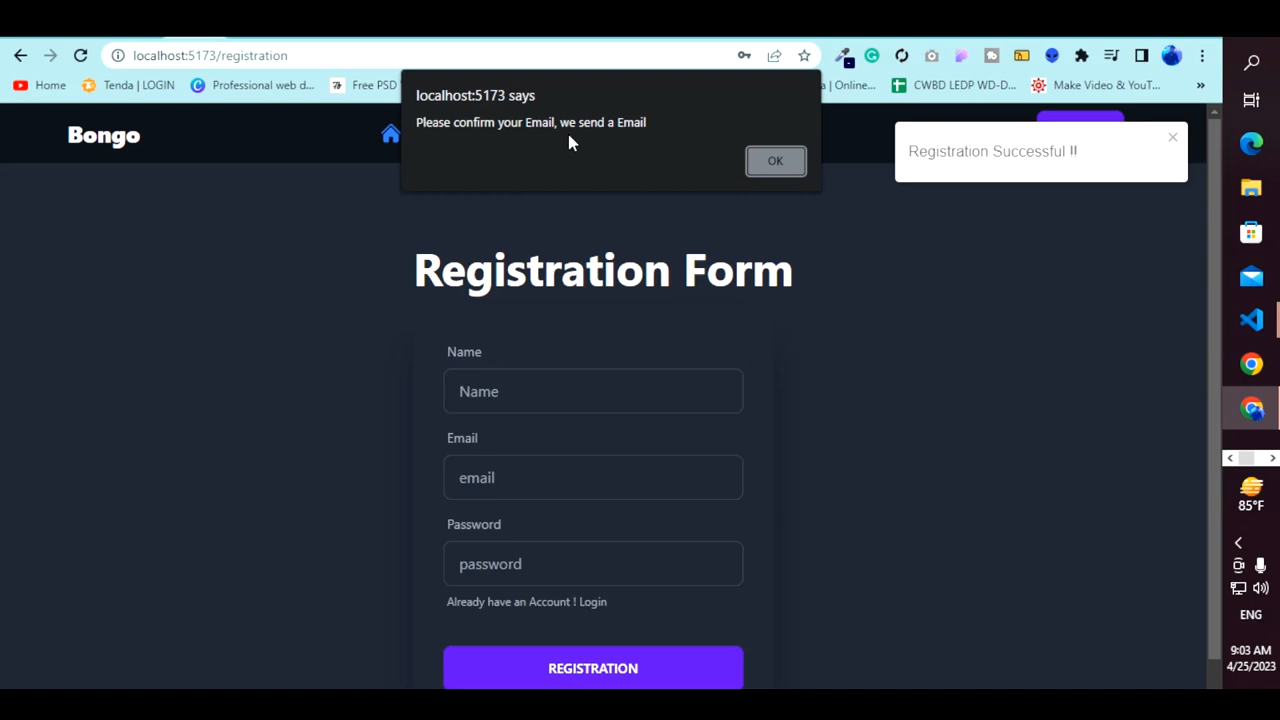 localhost:5173/registration
Home
Tenda | LOGIN
Professional web d...
Free PSD
a | Online...
CWBD LEDP WD-D...
Make Video & YouT...
»
localhost:5173 says
Please confirm your Email, we send a Email
OK
Bongo
Registration Successful !!
Registration Form
Name
Name
Email
email
Password
password
Already have an Account ! Login
REGISTRATION
85°F
ENG
9:03 AM
4/25/2023